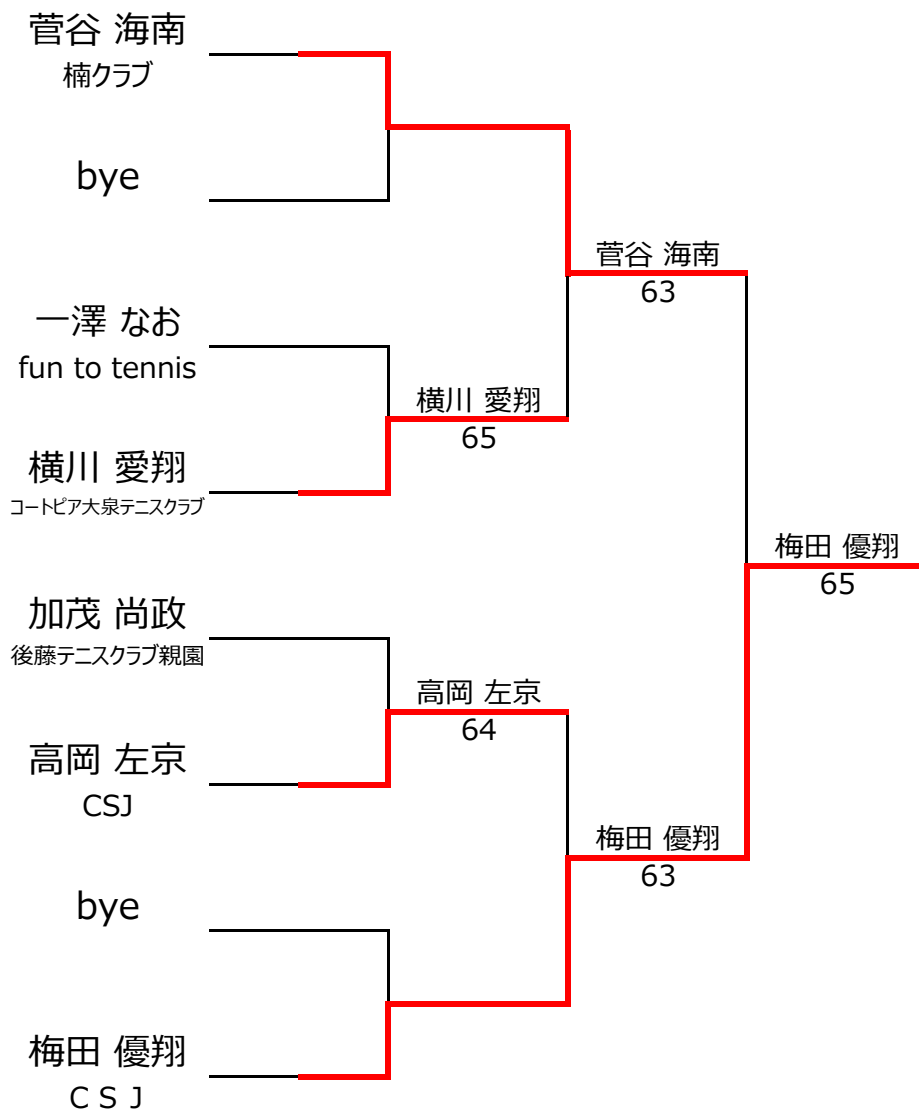 菅谷 海南
楠クラブ
bye
一澤 なお
fun to tennis
横川 愛翔
コートピア大泉テニスクラブ
加茂 尚政
後藤テニスクラブ親園
高岡 左京
CSJ
bye
梅田 優翔
ＣＳＪ
横川 愛翔
65
高岡 左京
64
菅谷 海南
63
梅田 優翔
63
梅田 優翔
65